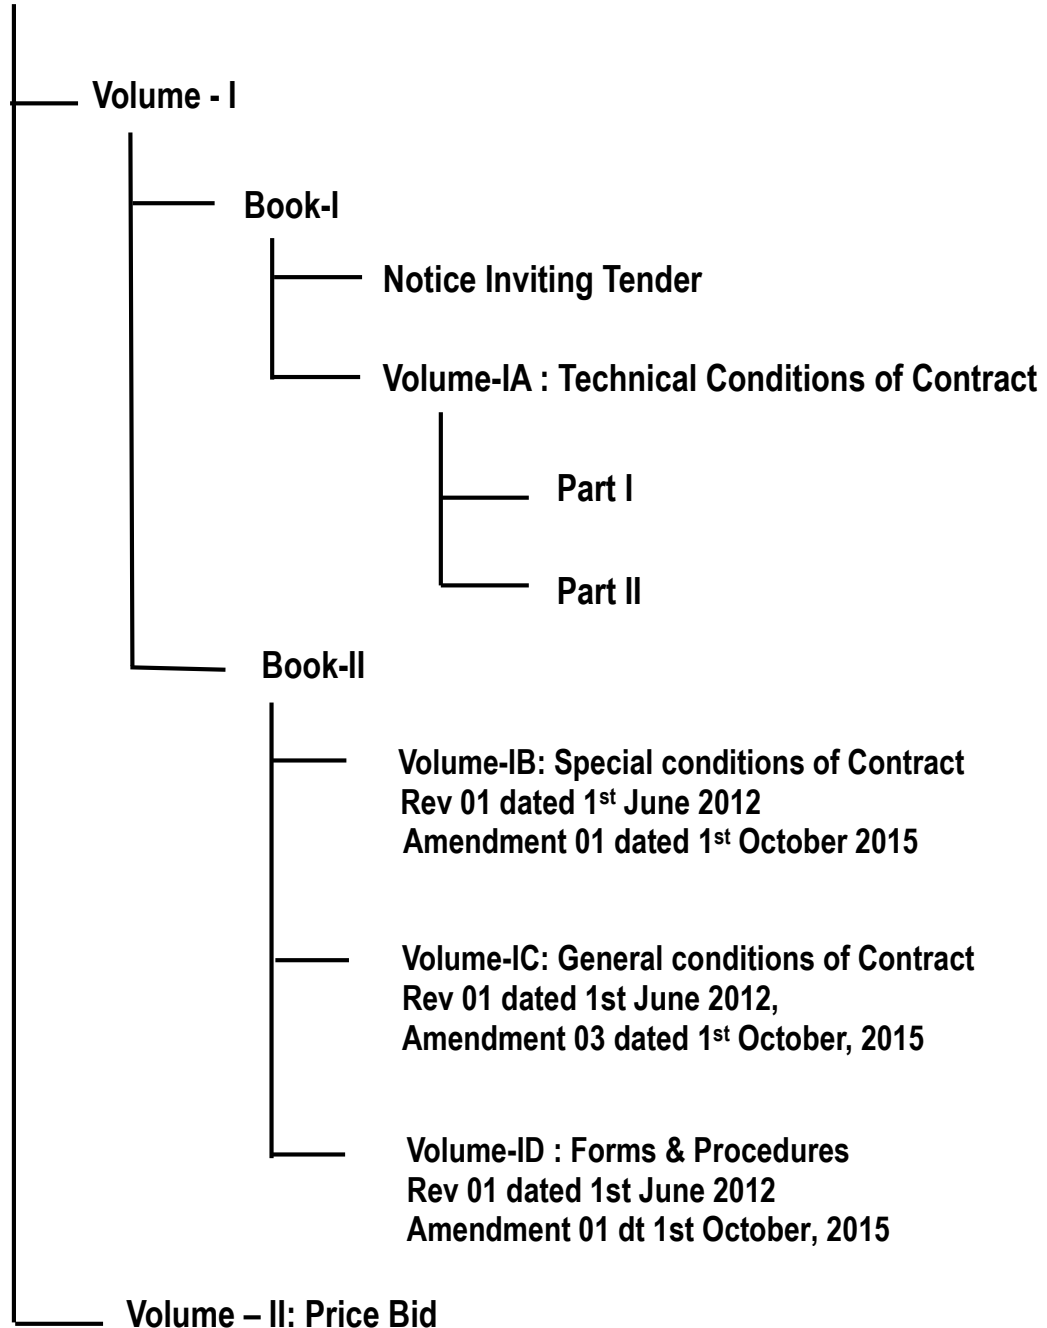 Volume - I
Book-I
Notice Inviting Tender
Volume-IA : Technical Conditions of Contract
Part I
Part II
Book-II
Volume-IB: Special conditions of Contract
Rev 01 dated 1st June 2012
Amendment 01 dated 1st October 2015
Volume-IC: General conditions of Contract
Rev 01 dated 1st June 2012,
Amendment 03 dated 1st October, 2015
Volume-ID : Forms & Procedures
Rev 01 dated 1st June 2012
Amendment 01 dt 1st October, 2015
Volume – II: Price Bid